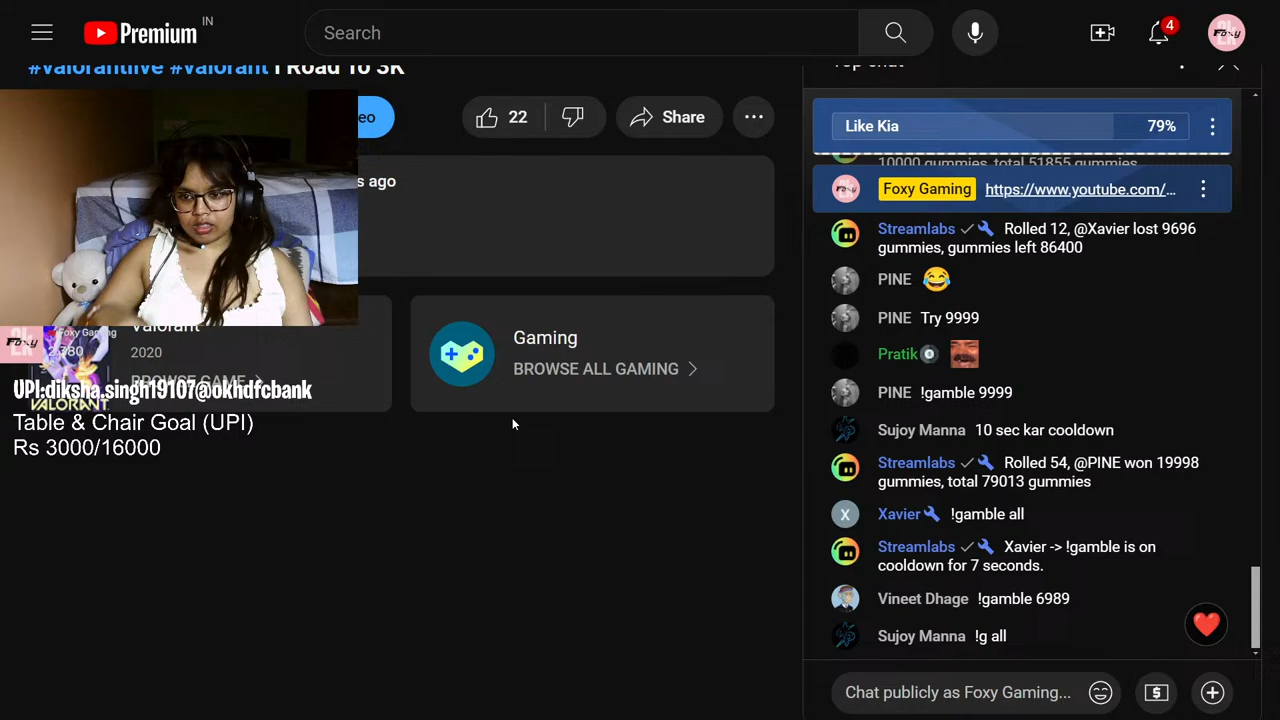 Premium IN
Search
4
Foxy
#Valorantlive #Valorant I Road To 3K
22
Share
Like Kia
79%
10000 gummies, total 51855 gummies
s ago
Foxy Gaming https://www.youtube.com/...
Streamlabs Rolled 12, @Xavier lost 9696
gummies, gummies left 86400
PINE 😂
PINE Try 9999
Pratik
PINE !gamble 9999
Sujoy Manna 10 sec kar cooldown
Streamlabs Rolled 54, @PINE won 19998
gummies, total 79013 gummies
X Xavier !gamble all
Streamlabs Xavier -> !gamble is on
cooldown for 7 seconds.
Vineet Dhage !gamble 6989
Sujoy Manna !g all
Chat publicly as Foxy Gaming...
Foxy Gaming
2,380
Foxy
Valorant
2020
BROWSE GAME
VALORANT
Gaming
BROWSE ALL GAMING
UPI:diksha.singh19107@okhdfcbank
Table & Chair Goal (UPI)
Rs 3000/16000